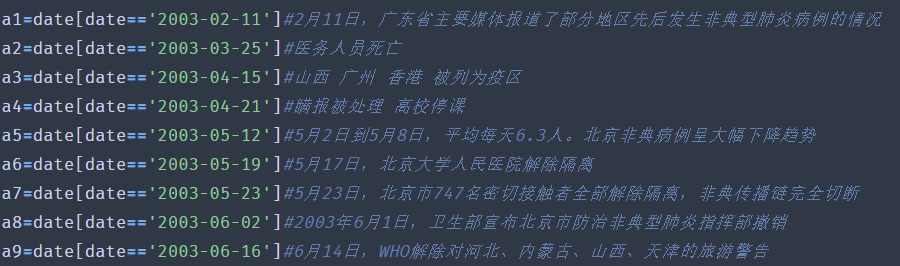 a1=date[date=='2003-02-11']#2月11日，广东省主要媒体报道了部分地区先后发生非典型肺炎病例的情况
a2=date[date=='2003-03-25']#医务人员死亡
a3=date[date=='2003-04-15']#山西 广州 香港 被列为疫区
a4=date[date=='2003-04-21']#瞒报被处理 高校停课
a5=date[date=='2003-05-12']#5月2日到5月8日，平均每天6.3人。北京非典病例呈大幅下降趋势
a6=date[date=='2003-05-19']#5月17日，北京大学人民医院解除隔离
a7=date[date=='2003-05-23']#5月23日，北京市747名密切接触者全部解除隔离，非典传播链完全切断
a8=date[date=='2003-06-02']#2003年6月1日，卫生部宣布北京市防治非典型肺炎指挥部撤销
a9=date[date=='2003-06-16']#6月14日，WHO解除对河北、内蒙古、山西、天津的旅游警告